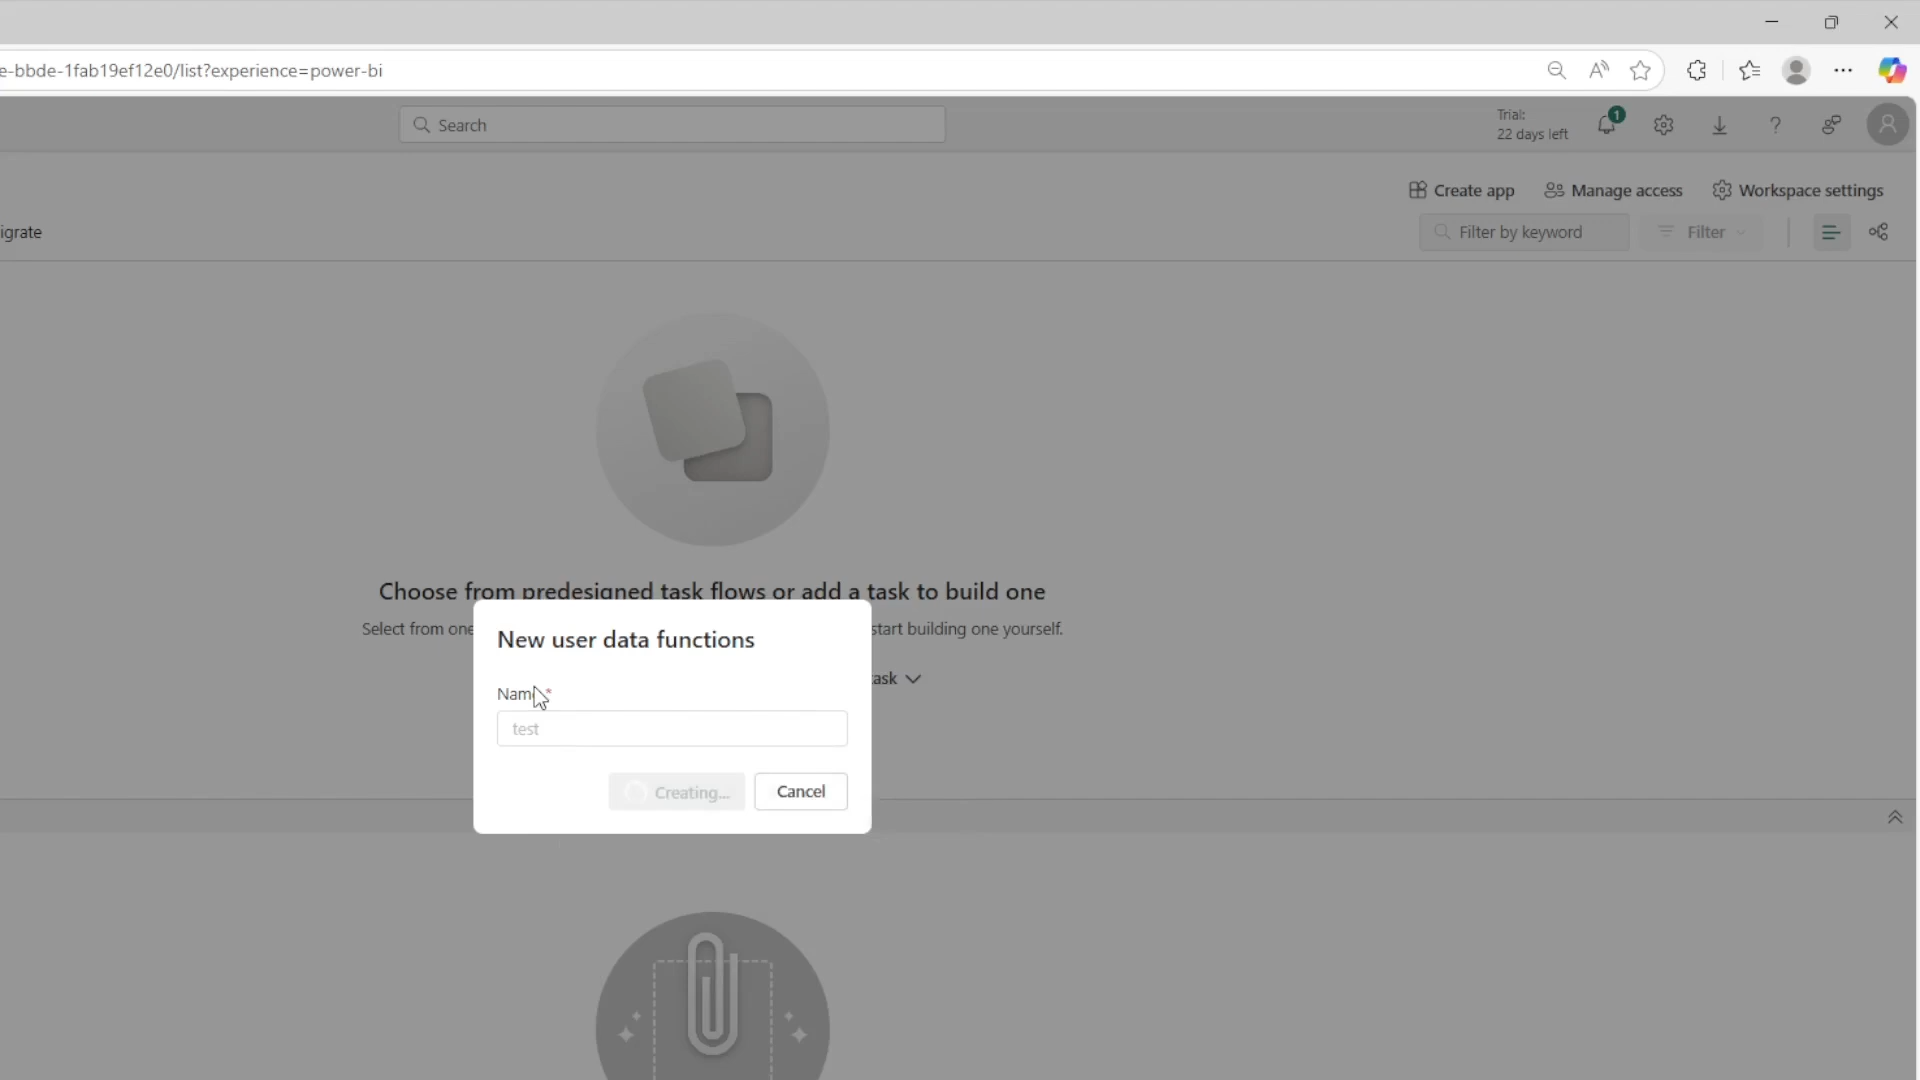 e-bbde-1fab19ef12e0/list?experience=power-bi
Search
Trial:
22 days left
1
Create app
Manage access
Workspace settings
igrate
Filter by keyword
Filter
Choose from predesigned task flows or add a task to build one
Select from one
start building one yourself.
task
New user data functions
Name *
test
Creating...
Cancel